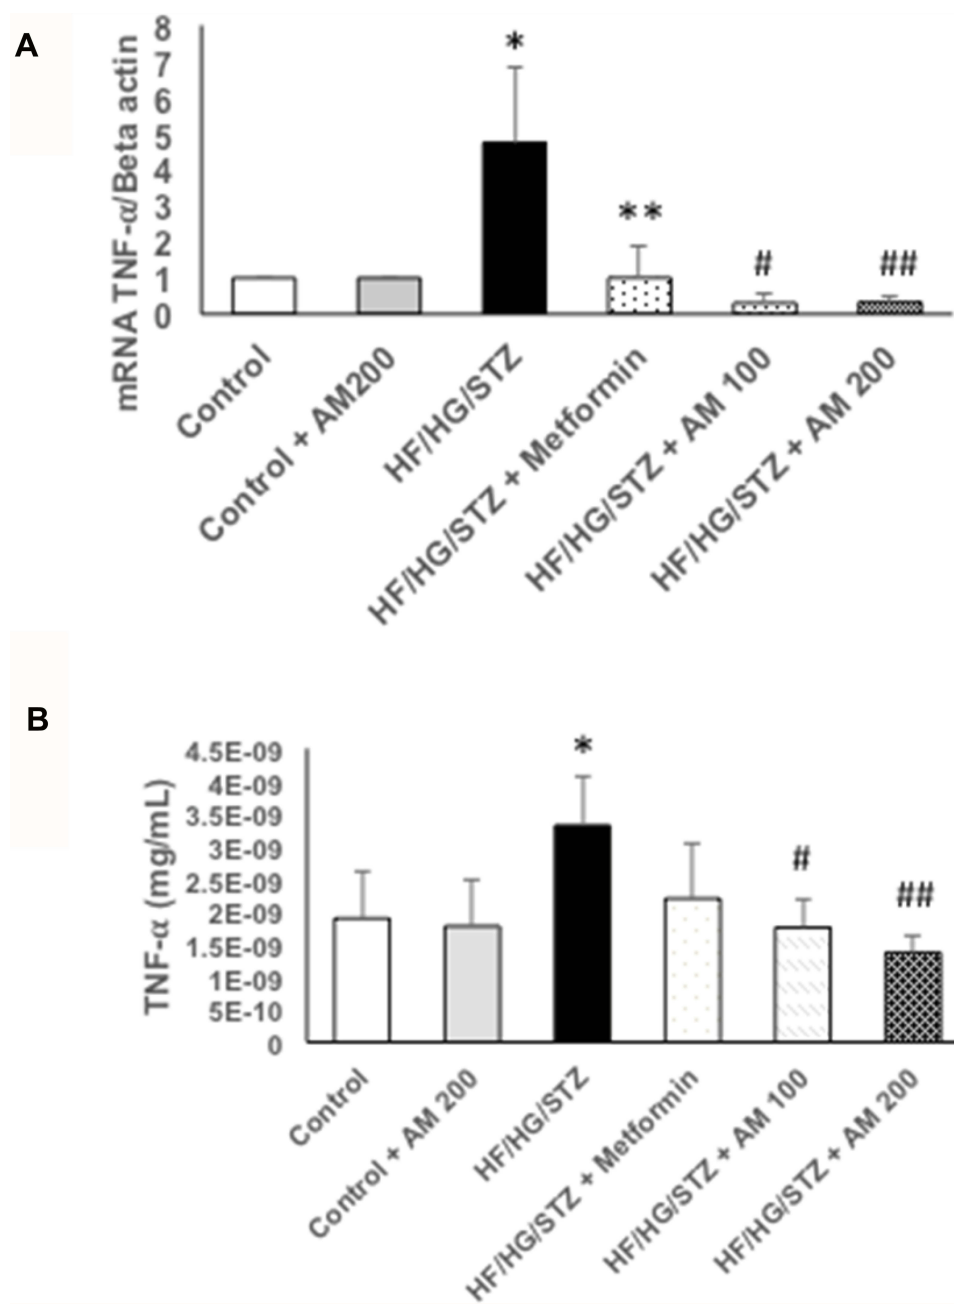 A
mRNA TNF-α/Beta actin
8
7
6
5
4
3
2
1
0
*
**
#
##
Control
Control + AM200
HF/HG/STZ
HF/HG/STZ + Metformin
HF/HG/STZ + AM 100
HF/HG/STZ + AM 200
B
TNF-α (mg/mL)
4.5E-09
4E-09
3.5E-09
3E-09
2.5E-09
2E-09
1.5E-09
1E-09
5E-10
0
*
#
##
Control
Control + AM 200
HF/HG/STZ
HF/HG/STZ + Metformin
HF/HG/STZ + AM 100
HF/HG/STZ + AM 200